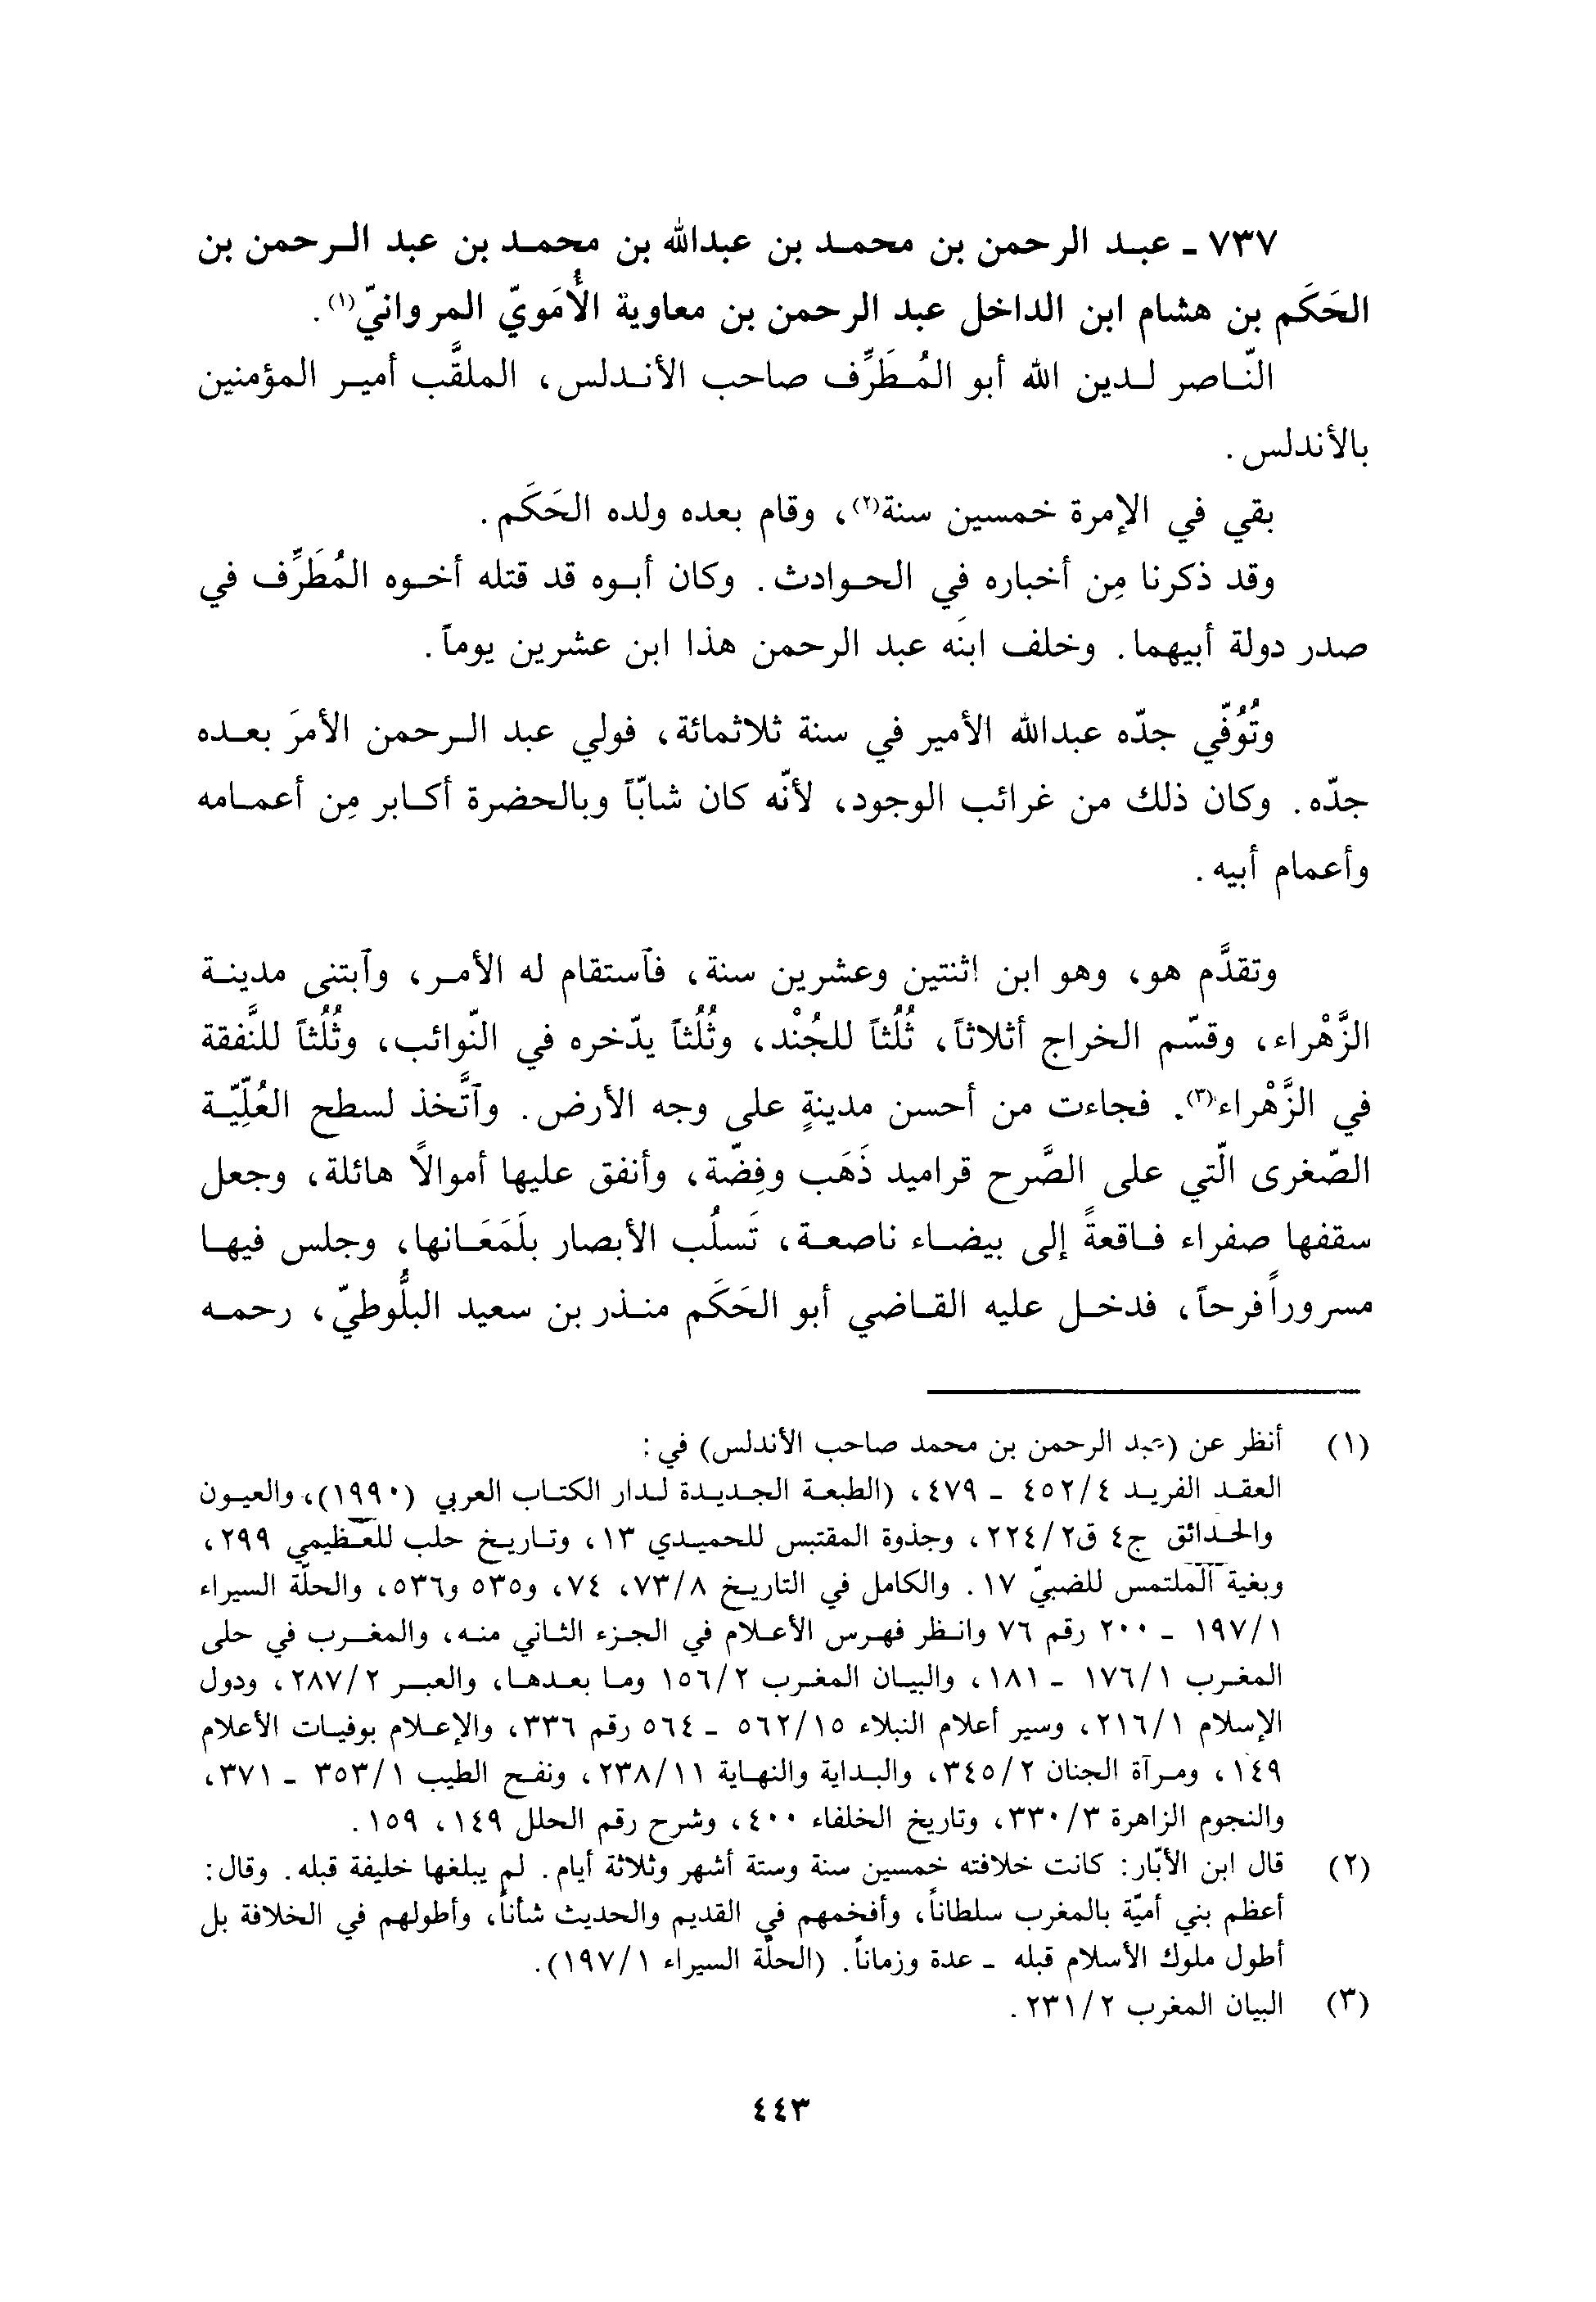 ٧٣٧ ـ عبد الرحمن بن محمد بن عبدالله بن محمد بن عبد الرحمن بن
الحَكَم بن هشام ابن الداخل عبد الرحمن بن معاوية الأُمَويّ المروانيّ(١).
النّاصر لدين الله أبو المُطَرِّف صاحب الأندلس، الملقَّب أمير المؤمنين
بالأندلس.
بقي في الإمرة خمسين سنة(٢)، وقام بعده ولده الحَكَم.
وقد ذكرنا مِن أخباره في الحوادث. وكان أبوه قد قتله أخوه المُطَرِّف في
صدر دولة أبيهما. وخلف ابنَه عبد الرحمن هذا ابن عشرين يوماً.
وتُوُفّي جدّه عبدالله الأمير في سنة ثلاثمائة، فولي عبد الرحمن الأمرَ بعده
جدّه. وكان ذلك من غرائب الوجود، لأنّه كان شابّاً وبالحضرة أكابر مِن أعمامه
وأعمام أبيه.
وتقدَّم هو، وهو ابن اثنتين وعشرين سنة، فآستقام له الأمر، وآبتنى مدينة
الزَّهْراء، وقسّم الخراج أثلاثاً، ثُلُثاً للجُنْد، وثُلُثاً يدّخره في النّوائب، وثُلُثاً للنَّفقة
في الزَّهْراء(٣). فجاءت من أحسن مدينةٍ على وجه الأرض. وآتَّخذ لسطح العُلِّيّة
الصّغرى الّتي على الصَّرح قراميد ذَهَب وفِضّة، وأنفق عليها أموالاً هائلة، وجعل
سقفها صفراء فاقعةً إلى بيضاء ناصعة، تَسلُب الأبصار بلَمَعَانها، وجلس فيها
مسروراً فرحاً، فدخل عليه القاضي أبو الحَكَم منذر بن سعيد البلُّوطيّ، رحمه
(١) أنظر عن (عبد الرحمن بن محمد صاحب الأندلس) في:
العقد الفريد ٤/٤٥٢ ـ ٤٧٩، (الطبعة الجديدة لدار الكتاب العربي (١٩٩٠)، والعيون
والحدائق ج٤ ق٢/٢٢٤، وجذوة المقتبس للحميدي ١٣، وتاريخ حلب للعظيمي ٢٩٩،
وبغية الملتمس للضبيّ ١٧. والكامل في التاريخ ٨/٧٣، ٧٤، و٥٣٥ و٥٣٦، والحلّة السيراء
١/١٩٧ ـ ٢٠٠ رقم ٧٦ وانظر فهرس الأعلام في الجزء الثاني منه، والمغرب في حلى
المغرب ١/١٧٦ ـ ١٨١، والبيان المغرب ٢/١٥٦ وما بعدها، والعبر ٢/٢٨٧، ودول
الإسلام ١/٢١٦، وسير أعلام النبلاء ١٥/٥٦٢ ـ ٥٦٤ رقم ٣٣٦، والإعلام بوفيات الأعلام
١٤٩، ومرآة الجنان ٢/٣٤٥، والبداية والنهاية ١١/٢٣٨، ونفح الطيب ١/٣٥٣ ـ ٣٧١،
والنجوم الزاهرة ٣/٣٣٠، وتاريخ الخلفاء ٤٠٠، وشرح رقم الحلل ١٤٩، ١٥٩.
(٢) قال ابن الأبّار: كانت خلافته خمسين سنة وستة أشهر وثلاثة أيام. لم يبلغها خليفة قبله. وقال:
أعظم بني أميّة بالمغرب سلطاناً، وأفخمهم في القديم والحديث شأناً، وأطولهم في الخلافة بل
أطول ملوك الأسلام قبله ـ عدة وزماناً. (الحلّة السيراء ١/١٩٧).
(٣) البيان المغرب ٢/٢٣١.
٤٤٣